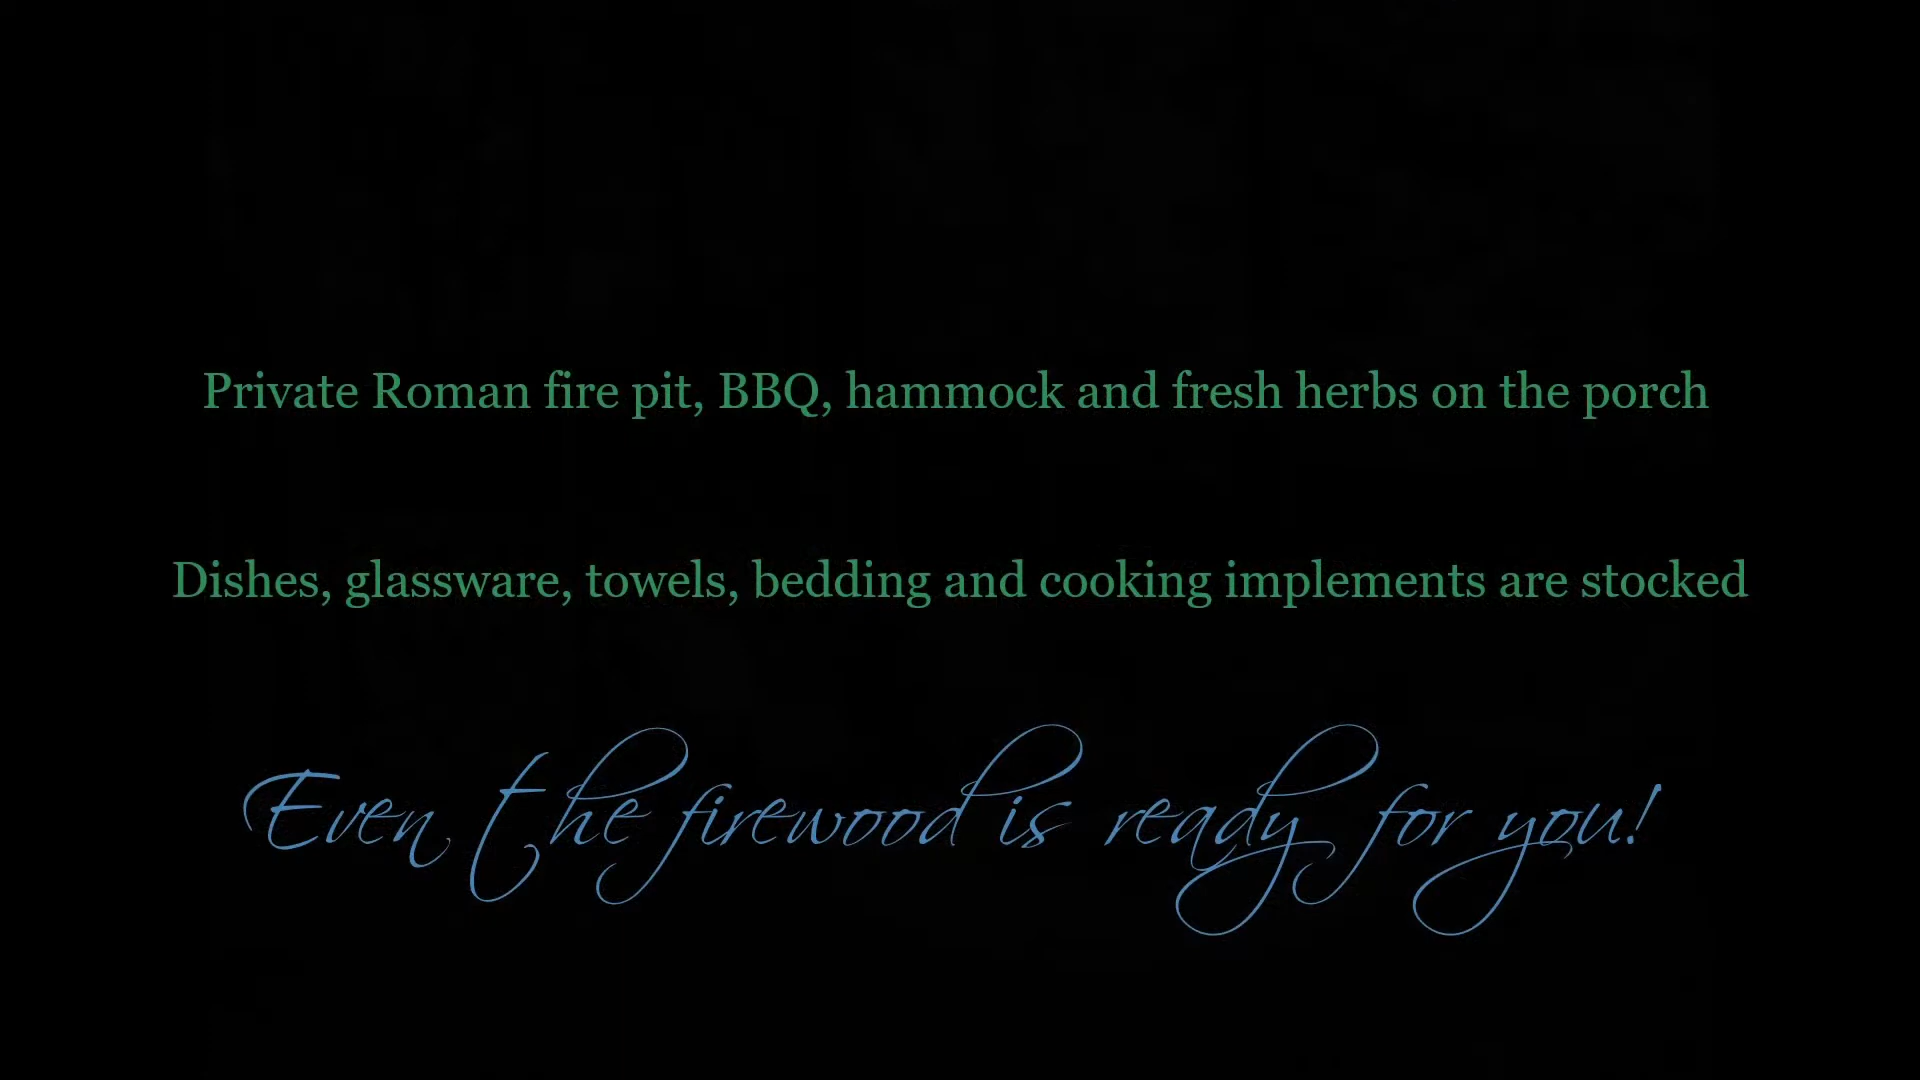 Private Roman fire pit, BBQ, hammock and fresh herbs on the porch
Dishes, glassware, towels, bedding and cooking implements are stocked
Even the firewood is ready for you!